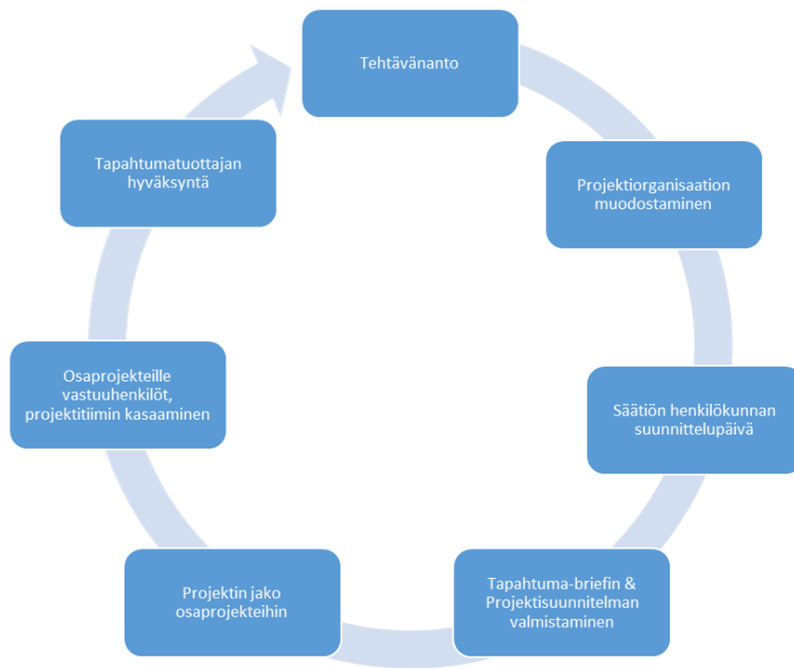 Tehtävänanto
Projektiorganisaation
muodostaminen
Säätiön henkilökunnan
suunnittelupäivä
Tapahtuma-briefin &
Projektisuunnitelman
valmistaminen
Projektin jako
osaprojekteihin
Osaprojekteille
vastuuhenkilöt,
projektitiimin kasaaminen
Tapahtumatuottajan
hyväksyntä